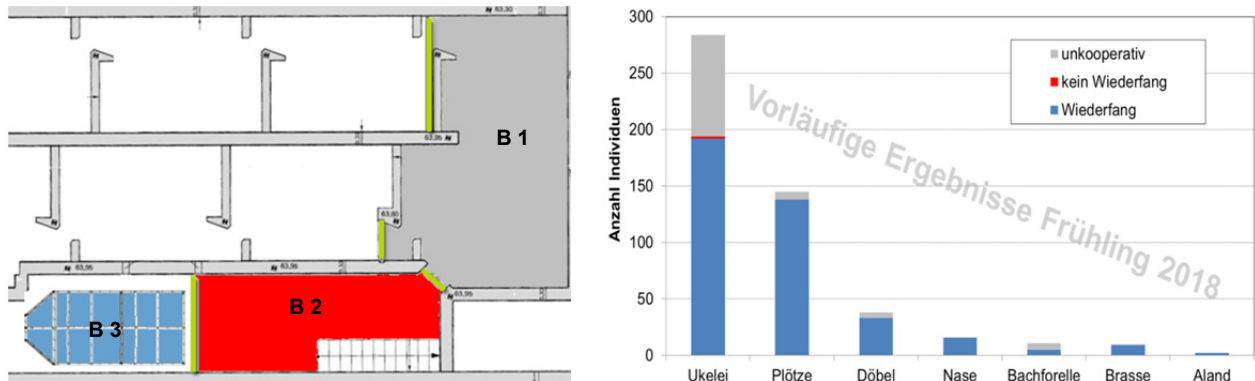 63,30
B 1
63,95
63,60
63,95
63,95
63,95
B 2
B 3
300
250
200
150
100
50
0
Anzahl Individuen
unkooperativ
kein Wiederfang
Wiederfang
Vorläufige Ergebnisse Frühling 2018
Ukelei
Plötze
Döbel
Nase
Bachforelle
Brasse
Aland